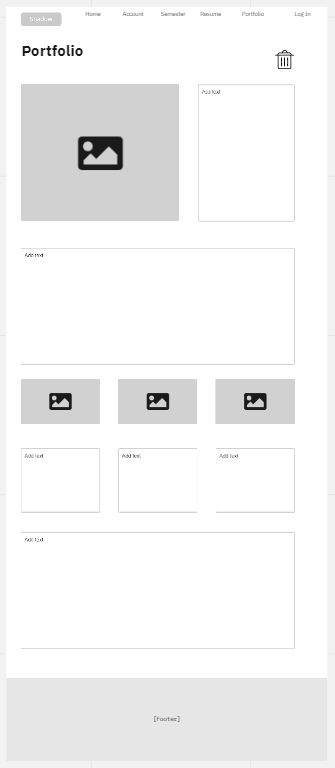 Shadow
Home Account Semester Resume Portfolio Log In
Portfolio
Add text
Add text
Add text Add text Add text
Add text
[Footer]